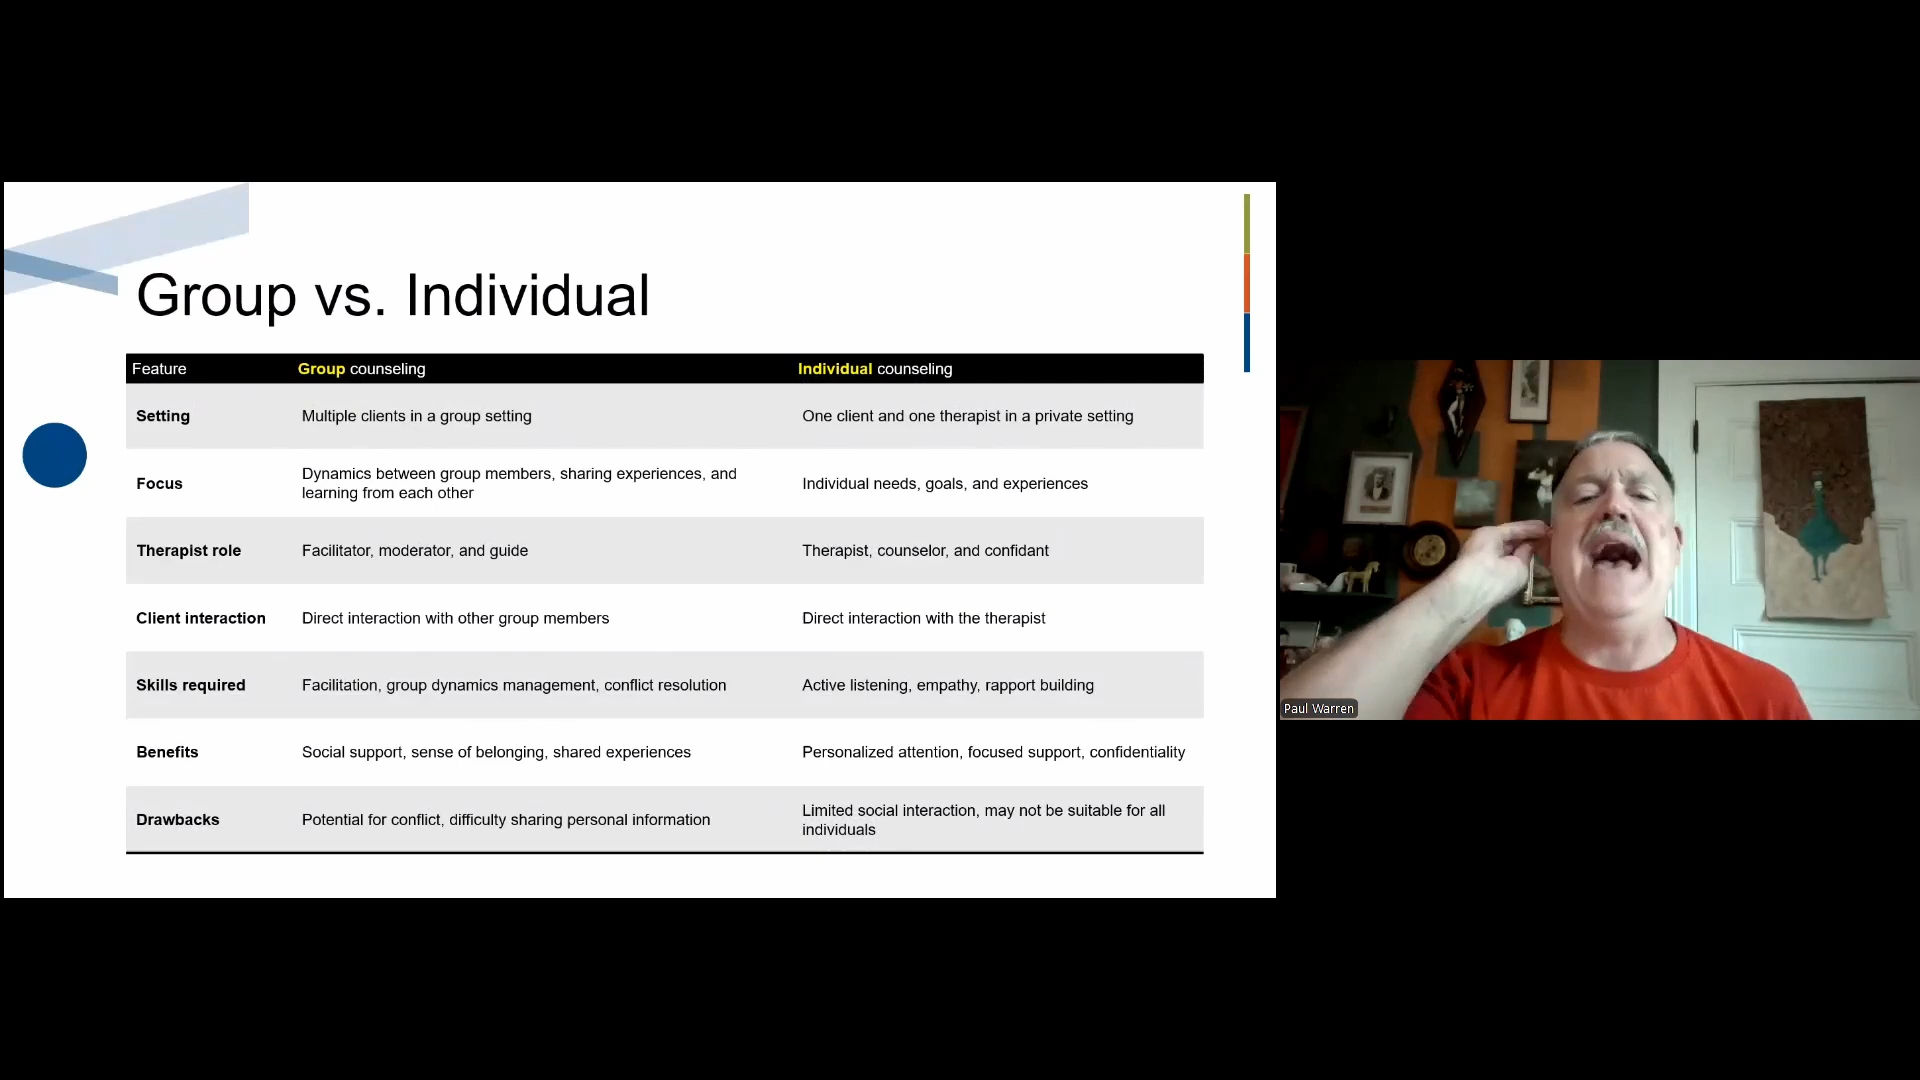 Group vs. Individual
Feature Group counseling Individual counseling
Setting Multiple clients in a group setting One client and one therapist in a private setting
Focus Dynamics between group members, sharing experiences, and
learning from each other Individual needs, goals, and experiences
Therapist role Facilitator, moderator, and guide Therapist, counselor, and confidant
Client interaction Direct interaction with other group members Direct interaction with the therapist
Skills required Facilitation, group dynamics management, conflict resolution Active listening, empathy, rapport building
Benefits Social support, sense of belonging, shared experiences Personalized attention, focused support, confidentiality
Drawbacks Potential for conflict, difficulty sharing personal information Limited social interaction, may not be suitable for all
individuals
Paul Warren